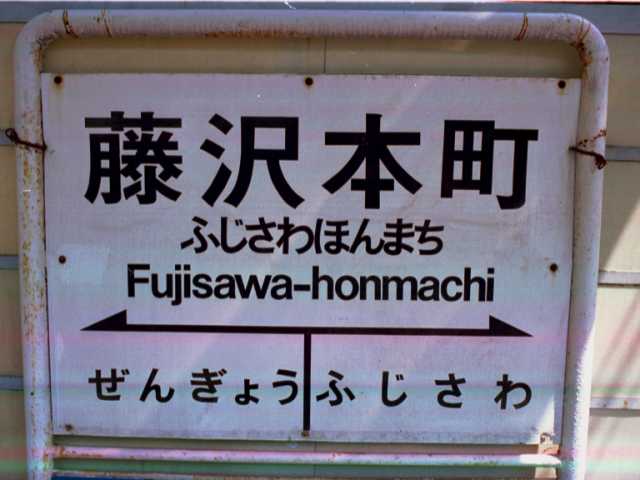 藤沢本町
ふじさわほんまち
Fujisawa-honmachi
ぜんぎょう ふじさわ